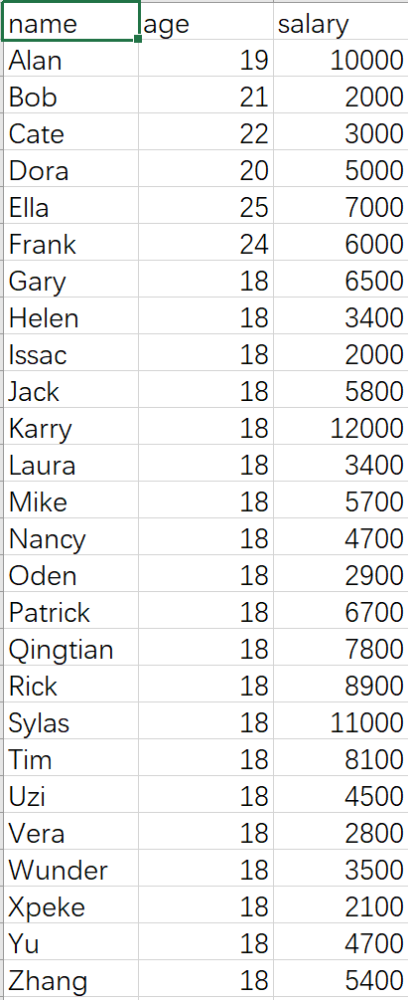 name age salary
Alan 19 10000
Bob 21 2000
Cate 22 3000
Dora 20 5000
Ella 25 7000
Frank 24 6000
Gary 18 6500
Helen 18 3400
Issac 18 2000
Jack 18 5800
Karry 18 12000
Laura 18 3400
Mike 18 5700
Nancy 18 4700
Oden 18 2900
Patrick 18 6700
Qingtian 18 7800
Rick 18 8900
Sylas 18 11000
Tim 18 8100
Uzi 18 4500
Vera 18 2800
Wunder 18 3500
Xpeke 18 2100
Yu 18 4700
Zhang 18 5400